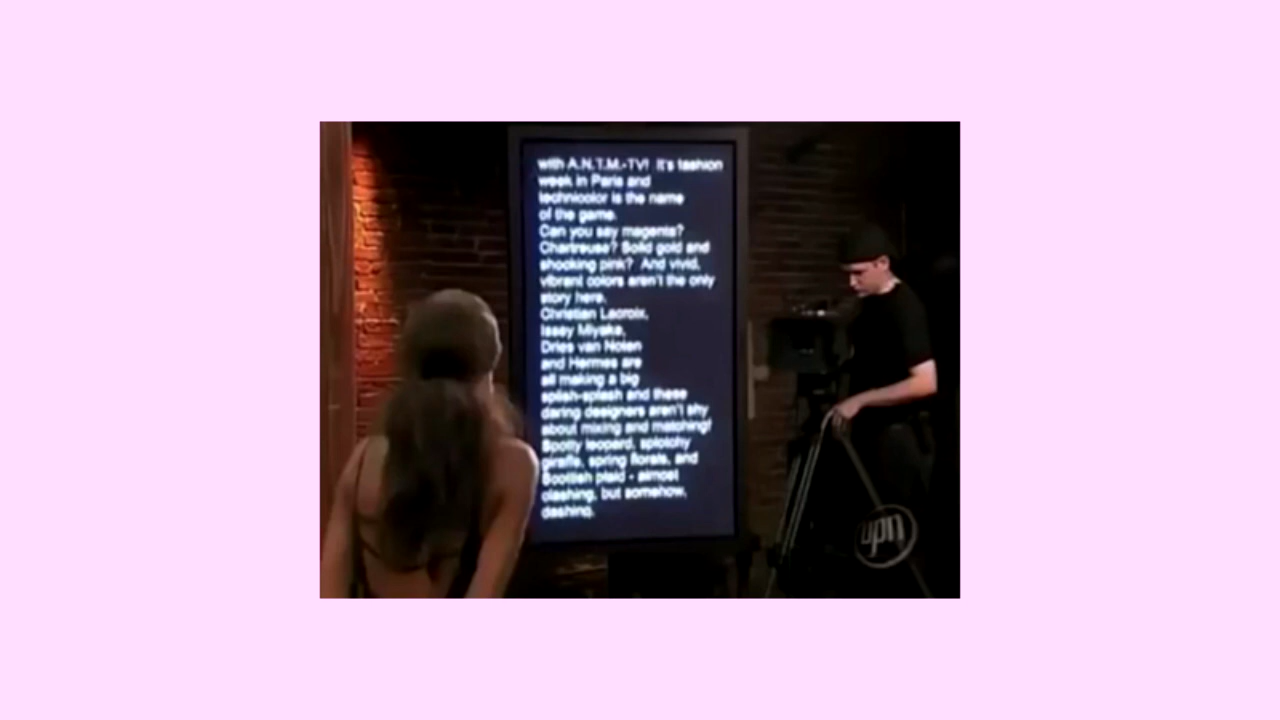 with A.N.T.M.-TV! It's fashion
week in Paris and
technicolor is the name
of the game.
Can you say magenta?
Chartreuse? Solid gold and
shocking pink? And vivid,
vibrant colors aren't the only
story here.
Christian Lacroix,
Issey Miyake,
Dries van Noten
and Hermes are
all making a big
splish-splash and these
daring designers aren't shy
about mixing and matching!
Spotty leopard, splotchy
giraffe, spring florals, and
Scottish plaid - almost
clashing, but somehow,
dashing.
upn